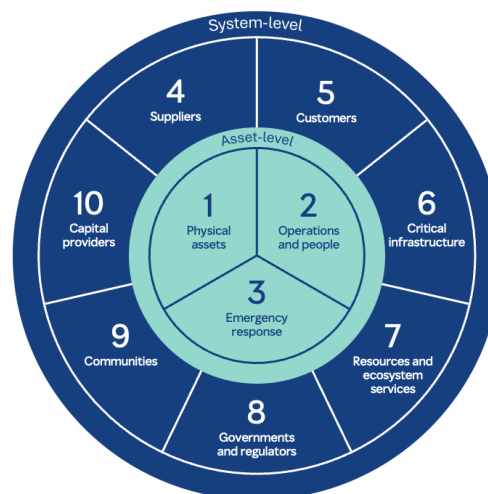 System-level
4
Suppliers
5
Customers
Asset-level
10
Capital
providers
1
Physical
assets
2
Operations
and people
6
Critical
infrastructure
3
Emergency
response
9
Communities
7
Resources and
ecosystem
services
8
Governments
and regulators